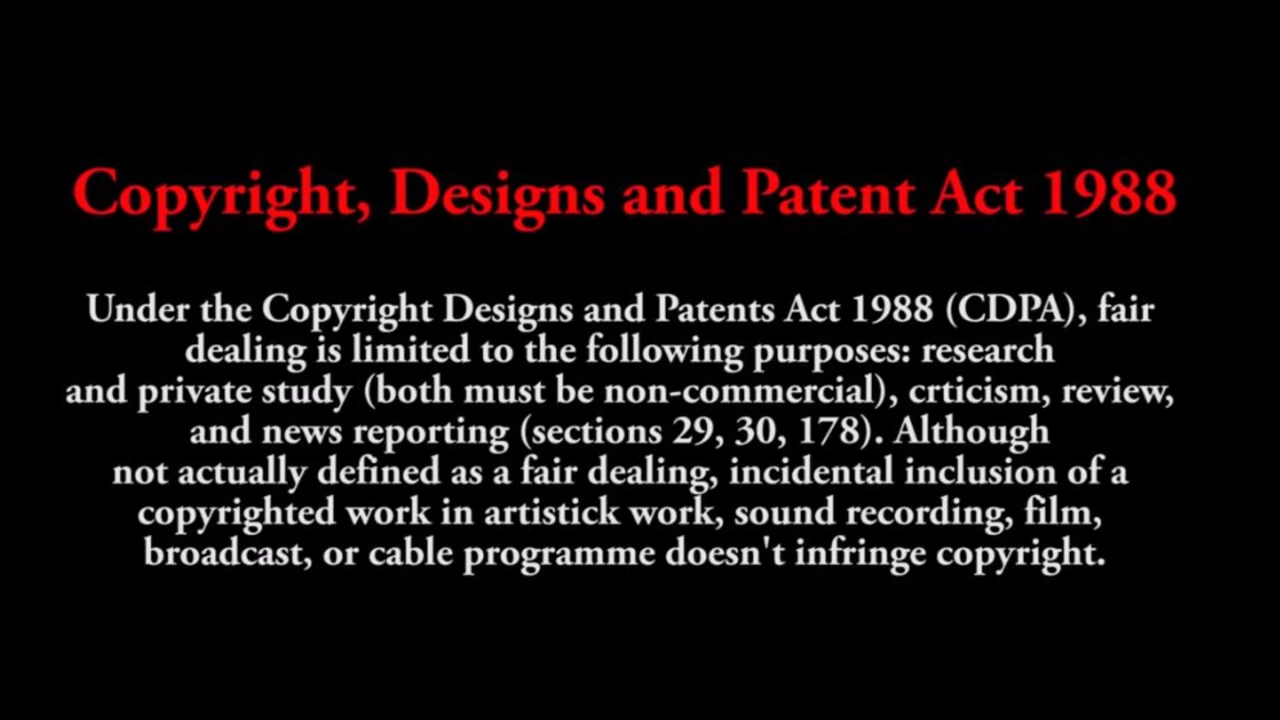 Copyright, Designs and Patent Act 1988
Under the Copyright Designs and Patents Act 1988 (CDPA), fair
dealing is limited to the following purposes: research
and private study (both must be non-commercial), crticism, review,
and news reporting (sections 29, 30, 178). Although
not actually defined as a fair dealing, incidental inclusion of a
copyrighted work in artistick work, sound recording, film,
broadcast, or cable programme doesn't infringe copyright.